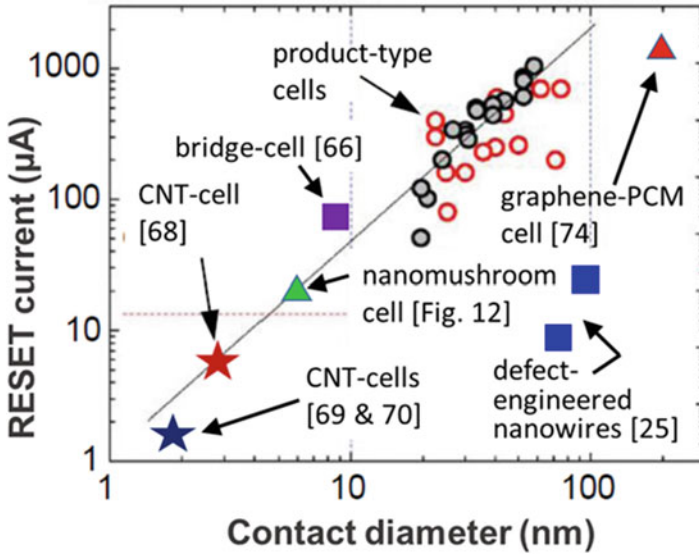 1000
100
10
1
RESET current (µA)
product-type
cells
bridge-cell [66]
CNT-cell
[68]
graphene-PCM
cell [74]
nanomushroom
cell [Fig. 12]
CNT-cells
[69 & 70]
defect-
engineered
nanowires [25]
1
10
100
Contact diameter (nm)